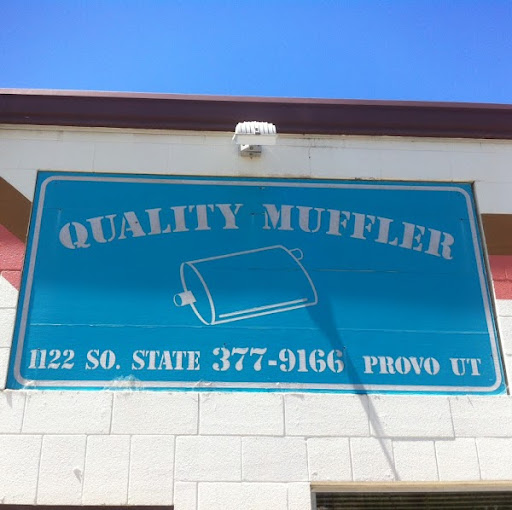 QUALITY MUFFLER
1122 SO. STATE 377-9166 PROVO UT